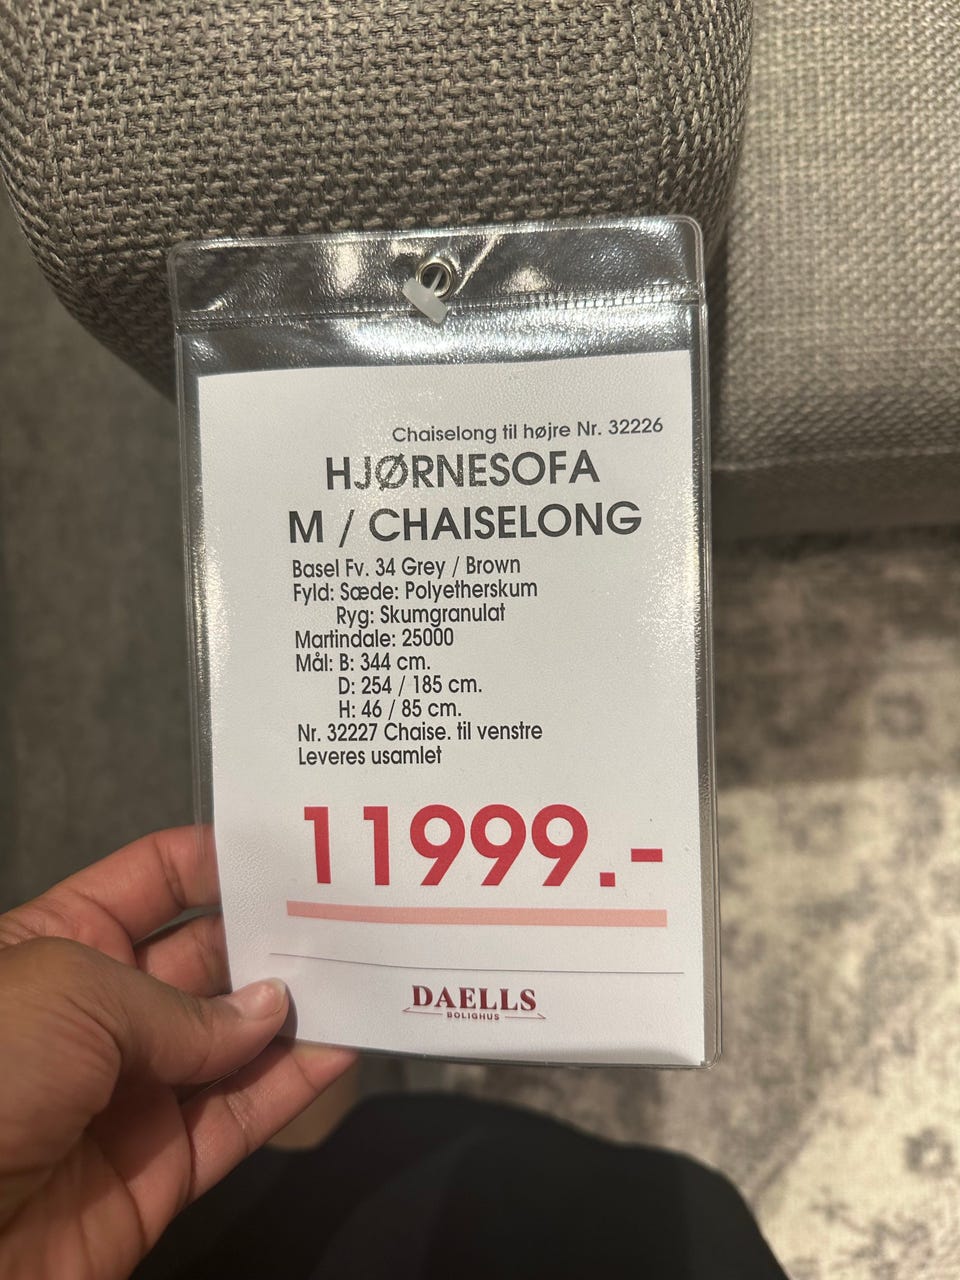 Chaiselong til højre Nr. 32226
HJØRNESOFA
M / CHAISELONG
Basel Fv. 34 Grey / Brown
Fyld: Sæde: Polyetherskum
Ryg: Skumgranulat
Martindale: 25000
Mål: B: 344 cm.
D: 254 / 185 cm.
H: 46 / 85 cm.
Nr. 32227 Chaise. til venstre
Leveres usamlet
11999.-
DAELLS
BOLIGHUS